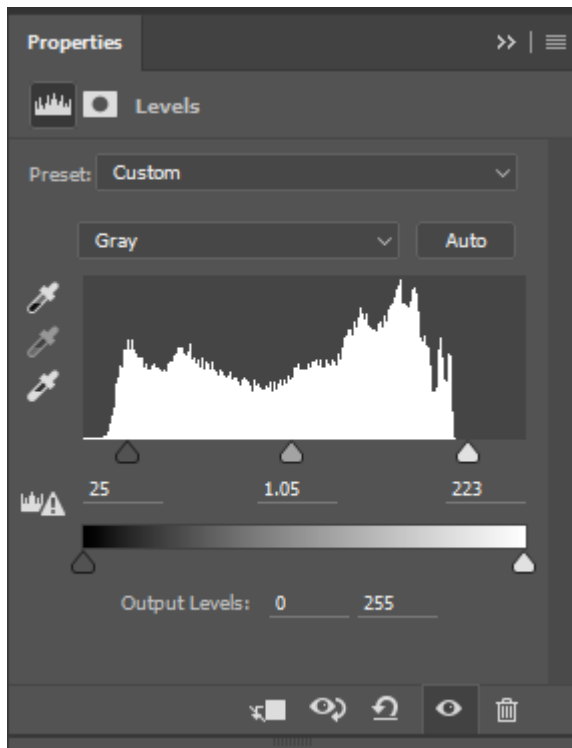 Properties
Levels
Preset: Custom
Gray Auto
25 1.05 223
Output Levels: 0 255